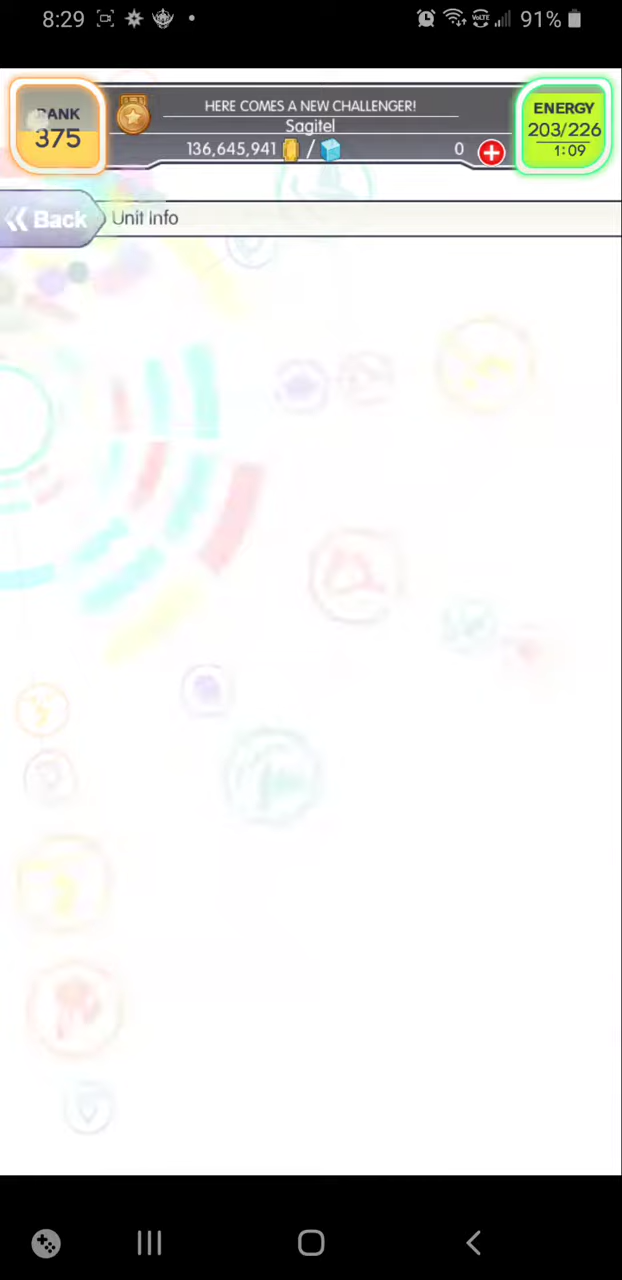 8:29
VoLTE
91%
RANK
375
HERE COMES A NEW CHALLENGER!
Sagitel
136,645,941 / 0
ENERGY
203/226
1:09
Back
Unit Info